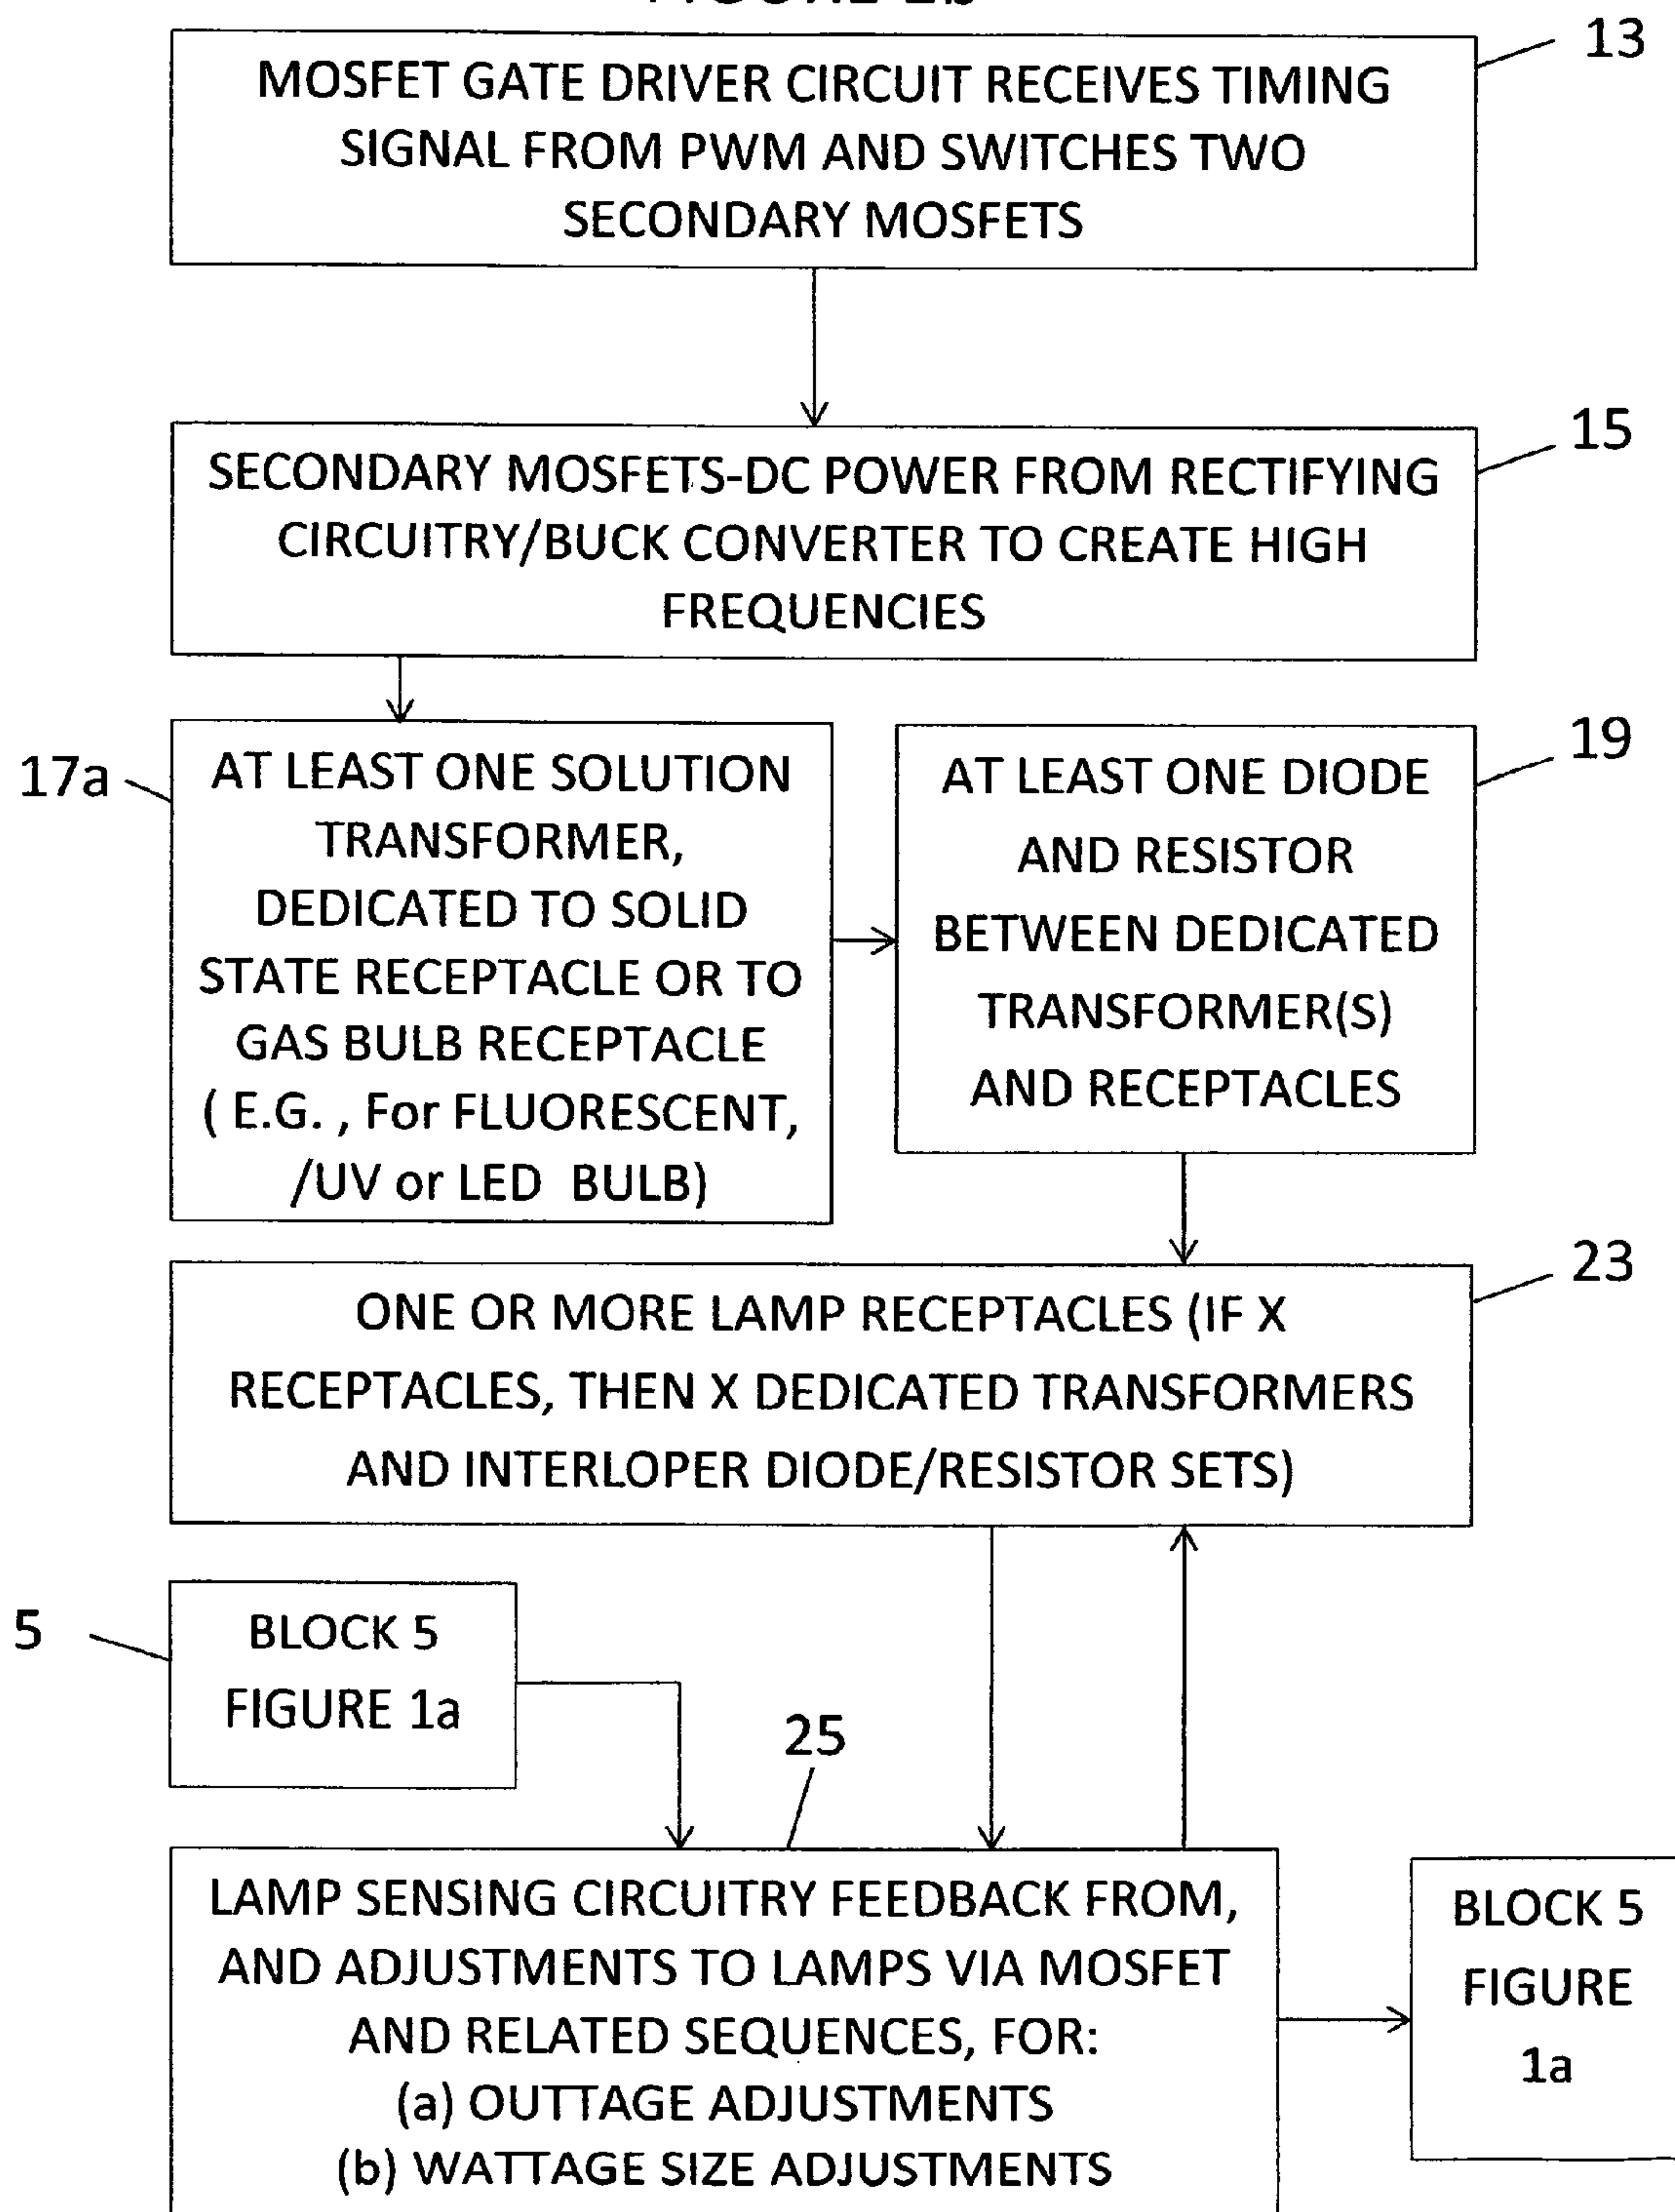 13
MOSFET GATE DRIVER CIRCUIT RECEIVES TIMING
SIGNAL FROM PWM AND SWITCHES TWO
SECONDARY MOSFETS
15
SECONDARY MOSFETS-DC POWER FROM RECTIFYING
CIRCUITRY/BUCK CONVERTER TO CREATE HIGH
FREQUENCIES
17a
AT LEAST ONE SOLUTION
TRANSFORMER,
DEDICATED TO SOLID
STATE RECEPTACLE OR TO
GAS BULB RECEPTACLE
( E.G. , For FLUORESCENT,
/UV or LED BULB)
19
AT LEAST ONE DIODE
AND RESISTOR
BETWEEN DEDICATED
TRANSFORMER(S)
AND RECEPTACLES
23
ONE OR MORE LAMP RECEPTACLES (IF X
RECEPTACLES, THEN X DEDICATED TRANSFORMERS
AND INTERLOPER DIODE/RESISTOR SETS)
5
BLOCK 5
FIGURE 1a
25
LAMP SENSING CIRCUITRY FEEDBACK FROM,
AND ADJUSTMENTS TO LAMPS VIA MOSFET
AND RELATED SEQUENCES, FOR:
(a) OUTTAGE ADJUSTMENTS
(b) WATTAGE SIZE ADJUSTMENTS
BLOCK 5
FIGURE
1a